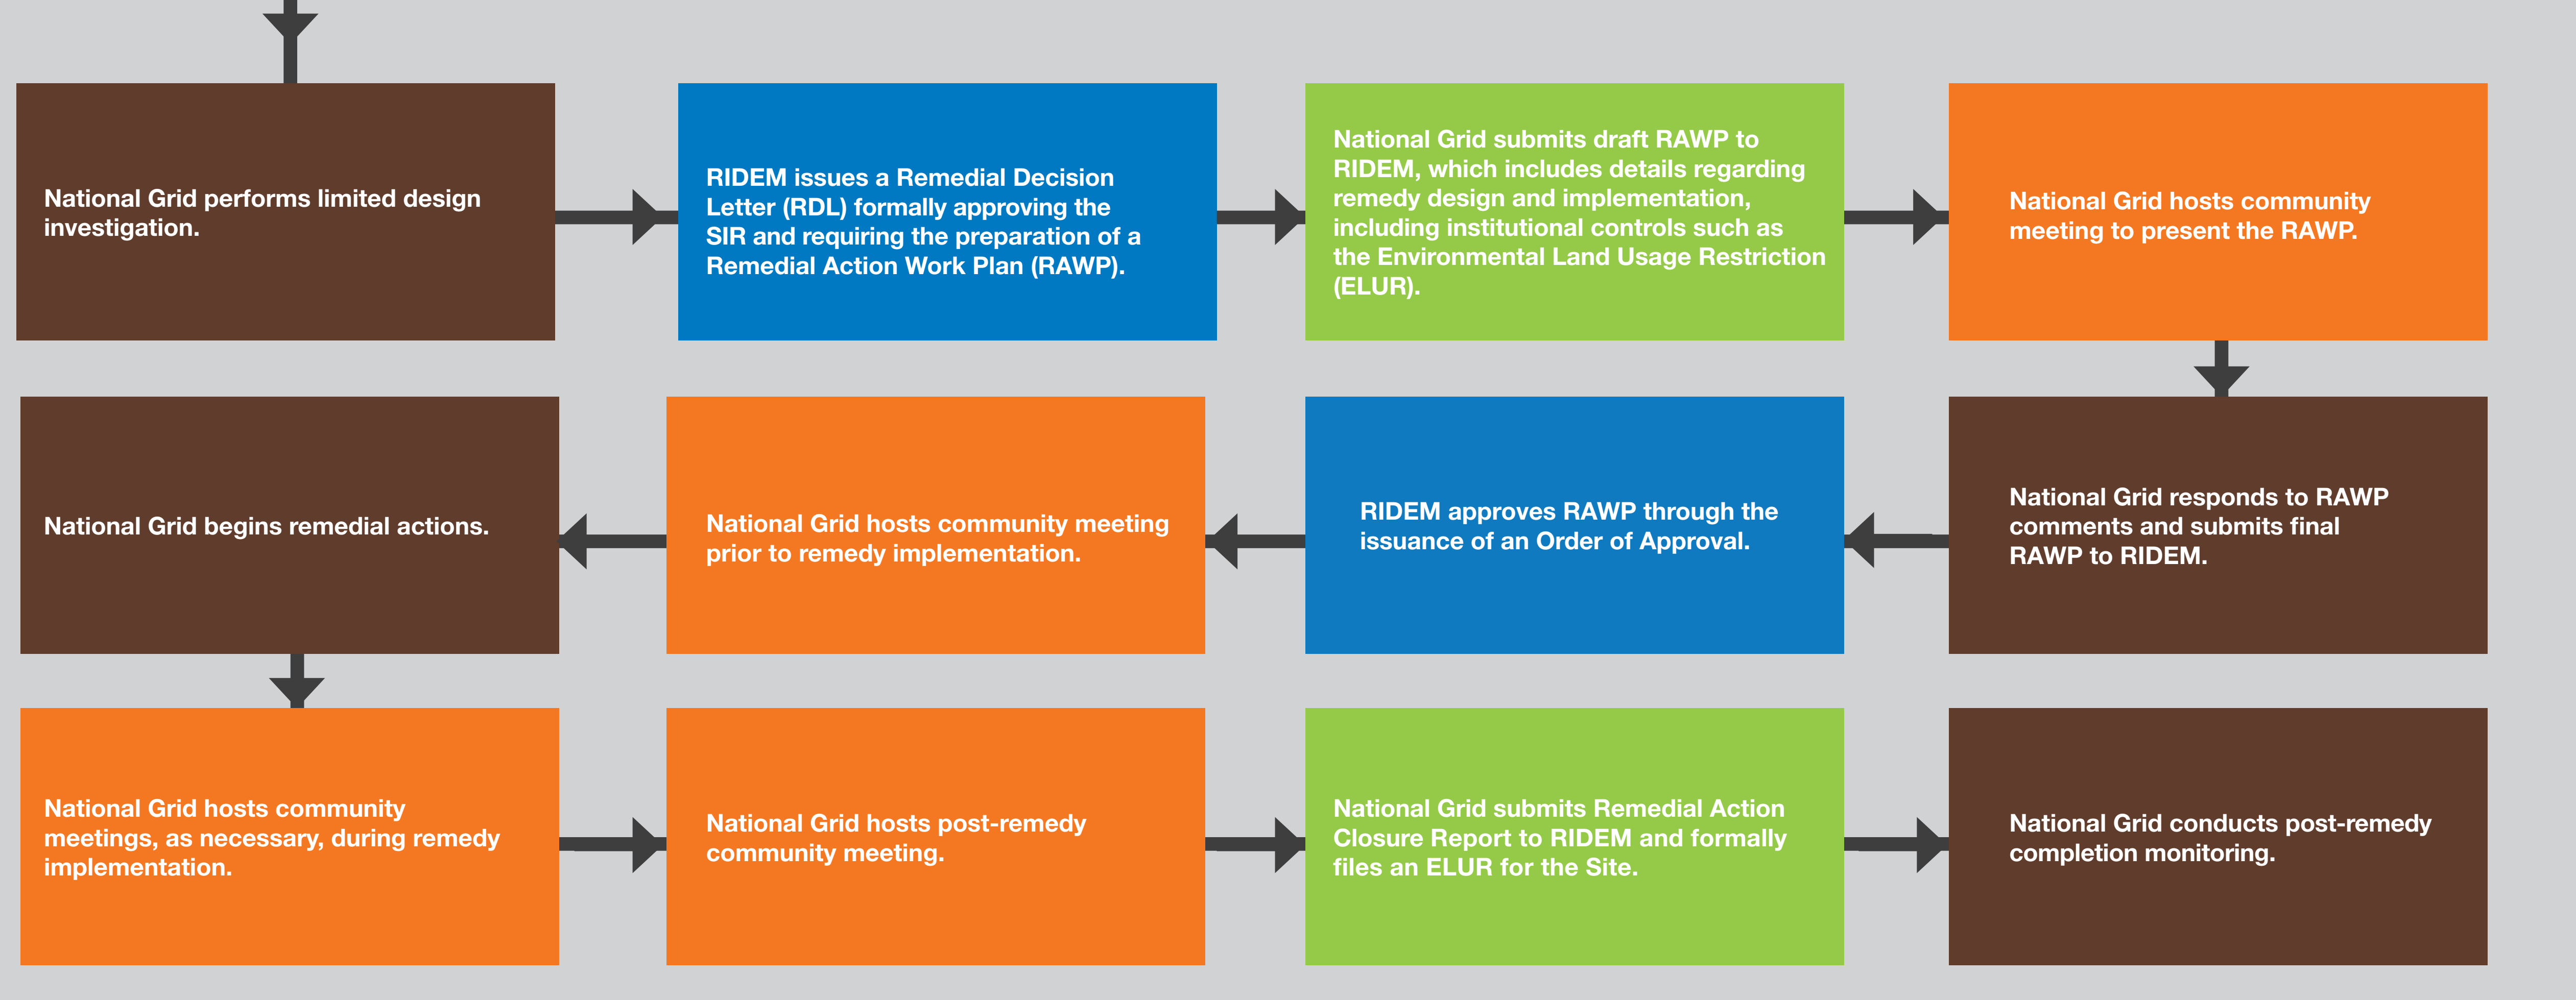 National Grid performs limited design
investigation.
RIDEM issues a Remedial Decision
Letter (RDL) formally approving the
SIR and requiring the preparation of a
Remedial Action Work Plan (RAWP).
National Grid submits draft RAWP to
RIDEM, which includes details regarding
remedy design and implementation,
including institutional controls such as
the Environmental Land Usage Restriction
(ELUR).
National Grid hosts community
meeting to present the RAWP.
National Grid responds to RAWP
comments and submits final
RAWP to RIDEM.
RIDEM approves RAWP through the
issuance of an Order of Approval.
National Grid hosts community meeting
prior to remedy implementation.
National Grid begins remedial actions.
National Grid hosts community
meetings, as necessary, during remedy
implementation.
National Grid hosts post-remedy
community meeting.
National Grid submits Remedial Action
Closure Report to RIDEM and formally
files an ELUR for the Site.
National Grid conducts post-remedy
completion monitoring.